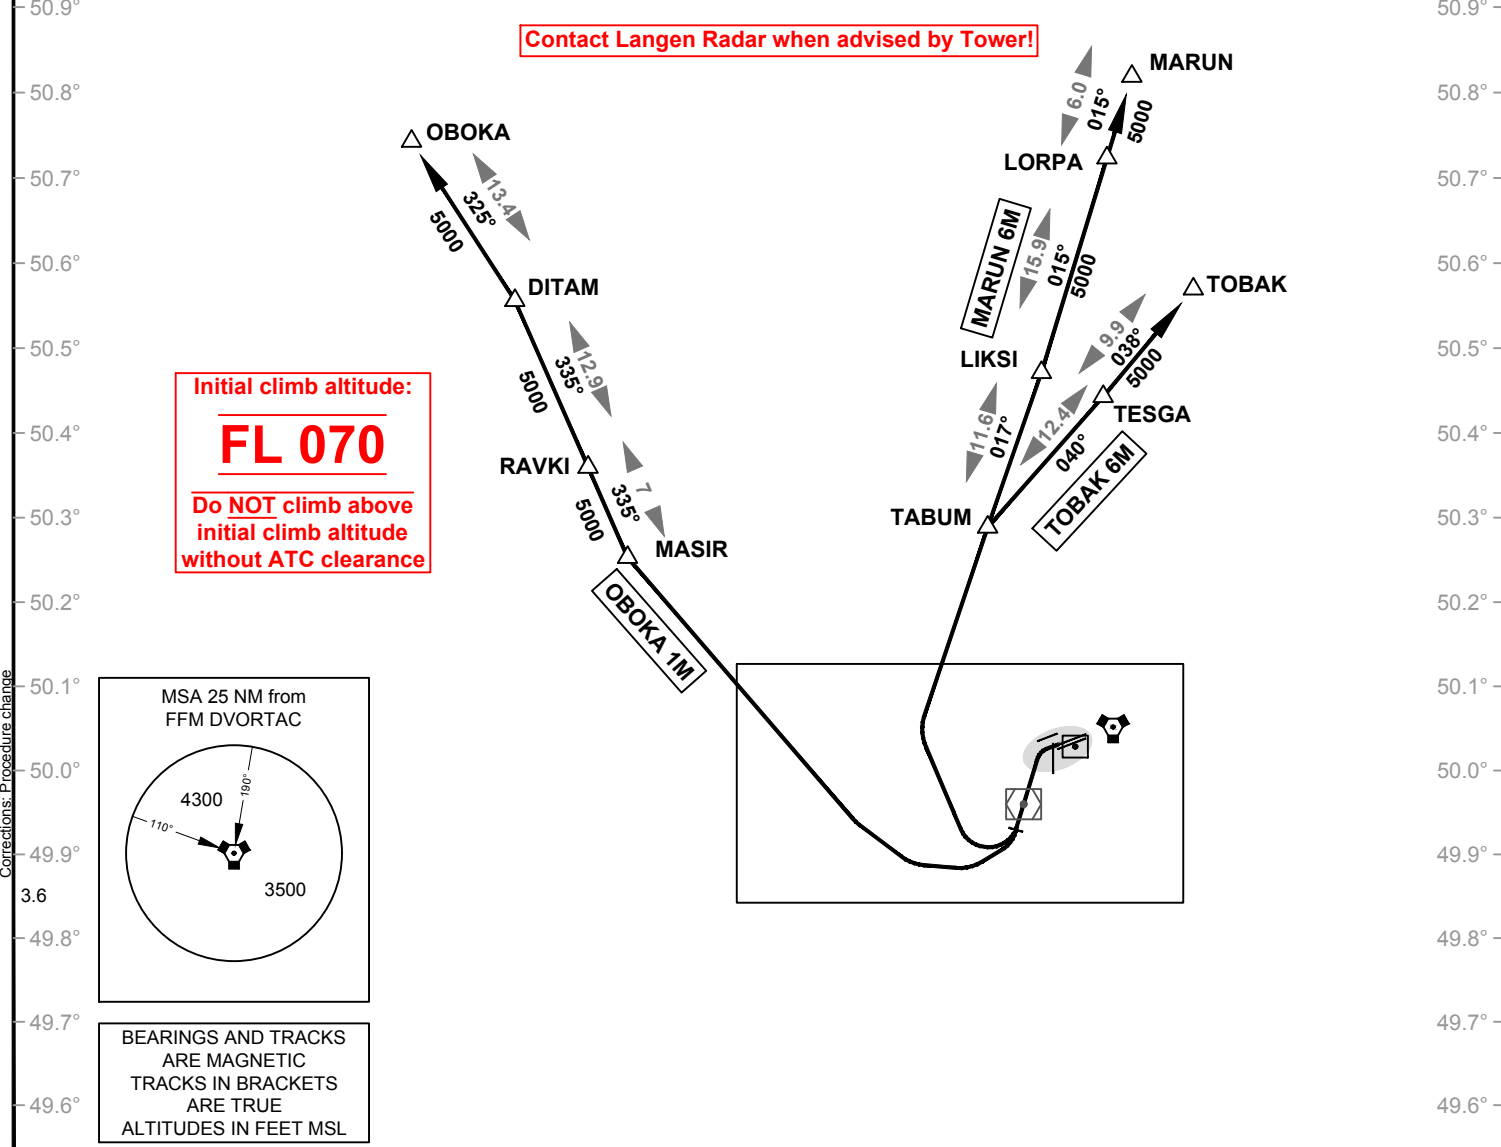 50.9°
50.9°
Contact Langen Radar when advised by Tower!
MARUN
50.8°
50.8°
6.0
015°
5000
OBOKA
LORPA
50.7°
50.7°
13.4
325°
5000
MARUN 6M
15.9
015°
5000
50.6°
50.6°
DITAM
TOBAK
50.5°
50.5°
12.9
335°
5000
LIKSI
9.9
038°
5000
Initial climb altitude:
FL 070
Do NOT climb above
initial climb altitude
without ATC clearance
TESGA
50.4°
50.4°
11.6
017°
12.4
040°
TOBAK 6M
RAVKI
7
335°
5000
TABUM
50.3°
50.3°
MASIR
50.2°
50.2°
OBOKA 1M
50.1°
50.1°
Corrections: Procedure change
MSA 25 NM from
FFM DVORTAC
4300
190°
110°
3500
50.0°
50.0°
49.9°
49.9°
3.6
49.8°
49.8°
49.7°
49.7°
BEARINGS AND TRACKS
ARE MAGNETIC
TRACKS IN BRACKETS
ARE TRUE
ALTITUDES IN FEET MSL
49.6°
49.6°